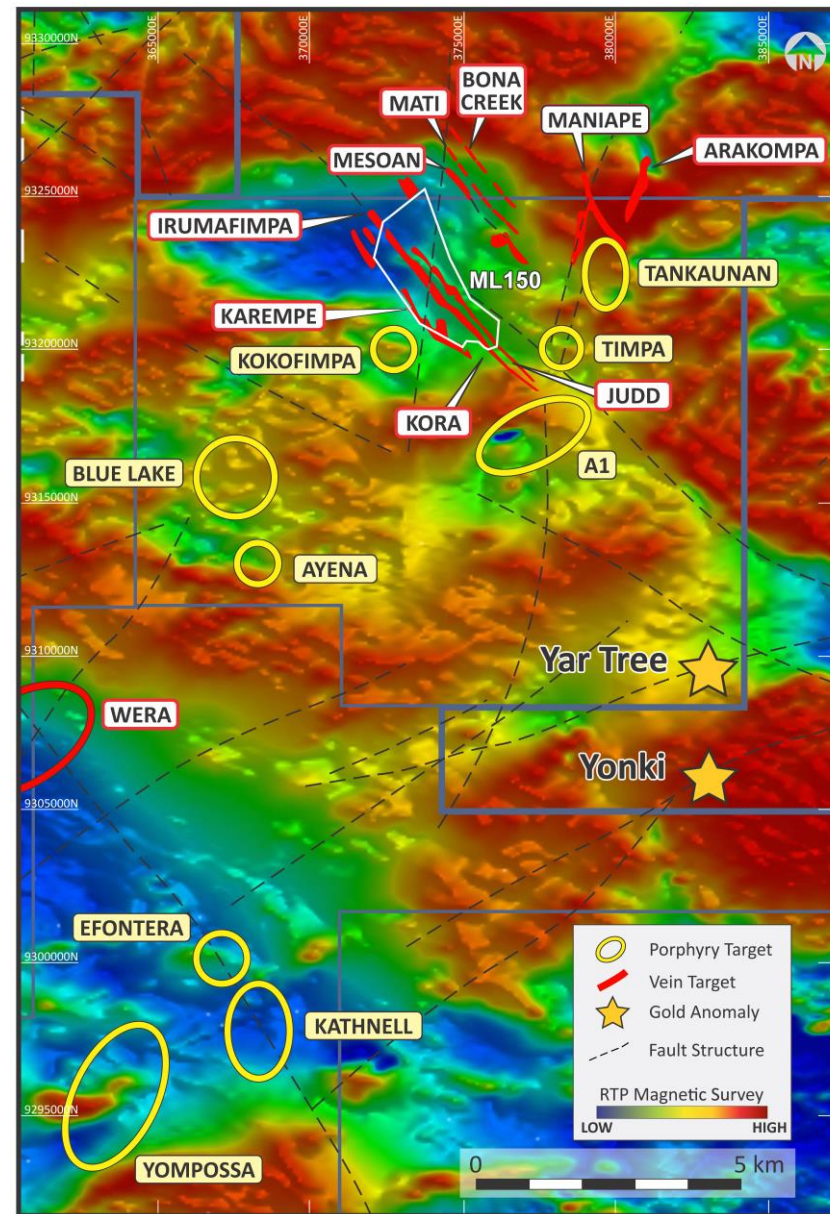 365000E
370000E
375000E
380000E
385000E
9330000N
N
BONA
CREEK
MATI
MANIAPE
MESOAN
ARAKOMPA
9325000N
IRUMAFIMPA
TANKAUNAN
ML150
KAREMPE
9320000N
KOKOFIMPA
TIMPA
JUDD
KORA
A1
BLUE LAKE
9315000N
AYENA
9310000N
Yar Tree
WERA
Yonki
9305000N
EFONTERA
9300000N
KATHNELL
9295000N
YOMPOSSA
Porphyry Target
Vein Target
Gold Anomaly
Fault Structure
RTP Magnetic Survey
LOW HIGH
0 5 km